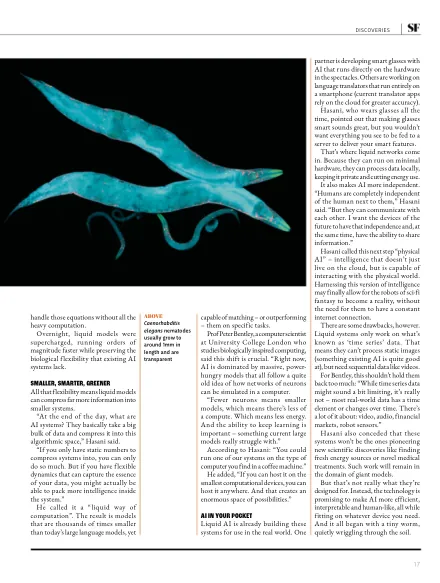 DISCOVERIES
SF
handle those equations without all the
heavy computation.
Overnight, liquid models were
supercharged, running orders of
magnitude faster while preserving the
biological flexibility that existing AI
systems lack.
SMALLER, SMARTER, GREENER
All that flexibility means liquid models
can compress far more information into
smaller systems.
"At the end of the day, what are
AI systems? They basically take a big
bulk of data and compress it into this
algorithmic space," Hasani said.
"If you only have static numbers to
compress systems into, you can only
do so much. But if you have flexible
dynamics that can capture the essence
of your data, you might actually be
able to pack more intelligence inside
the system."
He called it a "liquid way of
computation". The result is models
that are thousands of times smaller
than today's large language models, yet
ABOVE
Caenorhabditis
elegans nematodes
usually grow to
around 1mm in
length and are
transparent
capable of matching – or outperforming
– them on specific tasks.
Prof Peter Bentley, a computer scientist
at University College London who
studies biologically inspired computing,
said this shift is crucial. "Right now,
AI is dominated by massive, power-
hungry models that all follow a quite
old idea of how networks of neurons
can be simulated in a computer.
"Fewer neurons means smaller
models, which means there's less of a
compute. Which means less energy.
And the ability to keep learning is
important – something current large
models really struggle with."
According to Hasani: "You could
run one of our systems on the type of
computer you find in a coffee machine."
He added, "If you can host it on the
smallest computational devices, you can
host it anywhere. And that creates an
enormous space of possibilities."
AI IN YOUR POCKET
Liquid AI is already building these
systems for use in the real world. One
partner is developing smart glasses with
AI that runs directly on the hardware
in the spectacles. Others are working on
language translators that run entirely on
a smartphone (current translator apps
rely on the cloud for greater accuracy).
Hasani, who wears glasses all the
time, pointed out that making glasses
smart sounds great, but you wouldn't
want everything you see to be fed to a
server to deliver your smart features.
That's where liquid networks come
in. Because they can run on minimal
hardware, they can process data locally,
keeping it private and cutting energy use.
It also makes AI more independent.
"Humans are completely independent
of the human next to them," Hasani
said. "But they can communicate with
each other. I want the devices of the
future to have that independence and, at
the same time, have the ability to share
information."
Hasani called this next step "physical
AI" – intelligence that doesn't just
live on the cloud, but is capable of
interacting with the physical world.
Harnessing this version of intelligence
may finally allow for the robots of sci-fi
fantasy to become a reality, without
the need for them to have a constant
internet connection.
There are some drawbacks, however.
Liquid systems only work on what's
known as 'time series' data. That
means they can't process static images
(something existing AI is quite good
at), but need sequential data like videos.
For Bentley, this shouldn't hold them
back too much: "While time series data
might sound a bit limiting, it's really
not – most real-world data has a time
element or changes over time. There's
a lot of it about: video, audio, financial
markets, robot sensors."
Hasani also conceded that these
systems won't be the ones pioneering
new scientific discoveries like finding
fresh energy sources or novel medical
treatments. Such work will remain in
the domain of giant models.
But that's not really what they're
designed for. Instead, the technology is
promising to make AI more efficient,
interpretable and human-like, all while
fitting on whatever device you need.
And it all began with a tiny worm,
quietly wriggling through the soil.
17